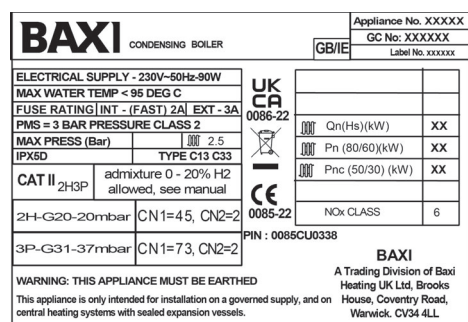 BAXI CONDENSING BOILER
GB/IE
Appliance No. XXXXX
GC No: XXXXXX
Label No. xxxxxx
ELECTRICAL SUPPLY - 230V~50Hz-90W
MAX WATER TEMP < 95 DEG C
FUSE RATING INT - (FAST) 2A EXT - 3A
PMS = 3 BAR PRESSURE CLASS 2
MAX PRESS (Bar) 2.5
IPX5D TYPE C13 C33
CAT II 2H3P
admixture 0 - 20% H2
allowed, see manual
2H-G20-20mbar CN1=45, CN2=2
3P-G31-37mbar CN1=73, CN2=2
UK
CA
0086-22
CE
0085-22
Qn(Hs)(kW) XX
Pn (80/60)(kW) XX
Pnc (50/30) (kW) XX
NOx CLASS 6
PIN : 0085CU0338
WARNING: THIS APPLIANCE MUST BE EARTHED
This appliance is only intended for installation on a governed supply, and on
central heating systems with sealed expansion vessels.
BAXI
A Trading Division of Baxi
Heating UK Ltd, Brooks
House, Coventry Road,
Warwick. CV34 4LL